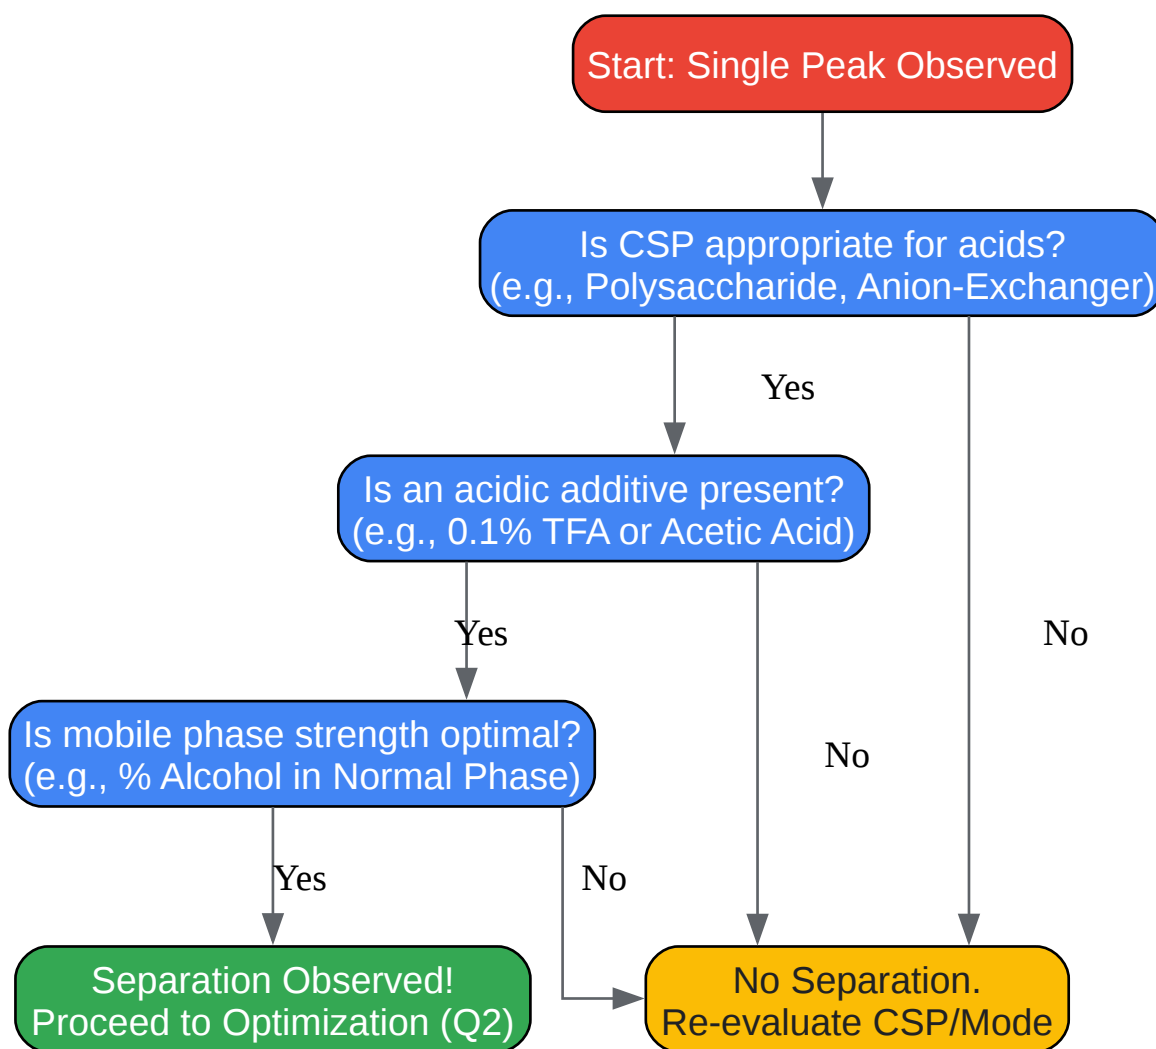 Start: Single Peak Observed
Is CSP appropriate for acids?
(e.g., Polysaccharide, Anion-Exchanger)
Yes
Is an acidic additive present?
(e.g., 0.1% TFA or Acetic Acid)
Yes
No
Is mobile phase strength optimal?
(e.g., % Alcohol in Normal Phase)
No
Yes
No
Separation Observed!
Proceed to Optimization (Q2)
No Separation.
Re-evaluate CSP/Mode